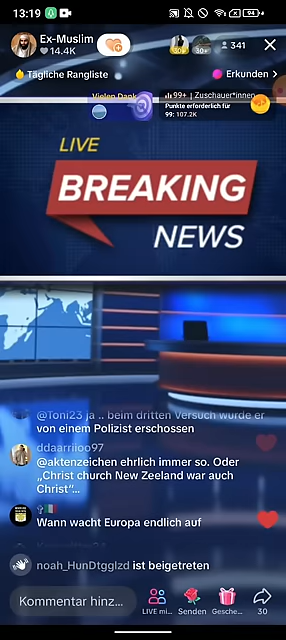 13:19
Ex-Muslim
14.4K
341
Tägliche Rangliste
Erkunden >
Vielen Dank
99+ | Zuschauer*innen
Punkte erforderlich für
99: 107.2K
LIVE
BREAKING
NEWS
@Toni23 ja .. beim dritten Versuch wurde er
von einem Polizist erschossen
ddaarriioo97
@aktenzeichen ehrlich immer so. Oder
„Christ church New Zeeland war auch
Christ“...
Wann wacht Europa endlich auf
noah_HunDtgglzd ist beigetreten
Kommentar hinz...
LIVE mi...
Senden
Gesche...
30